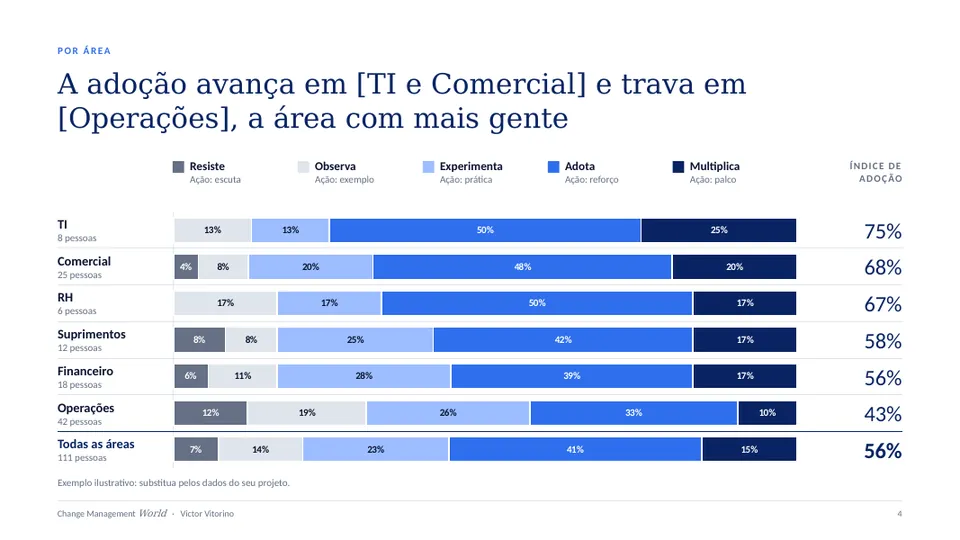 POR ÁREA
A adoção avança em [TI e Comercial] e trava em
[Operações], a área com mais gente
Resiste
Ação: escuta
Observa
Ação: exemplo
Experimenta
Ação: prática
Adota
Ação: reforço
Multiplica
Ação: palco
ÍNDICE DE
ADOÇÃO
TI
8 pessoas
13% 13% 50% 25% 75%
Comercial
25 pessoas
4% 8% 20% 48% 20% 68%
RH
6 pessoas
17% 17% 50% 17% 67%
Suprimentos
12 pessoas
8% 8% 25% 42% 17% 58%
Financeiro
18 pessoas
6% 11% 28% 39% 17% 56%
Operações
42 pessoas
12% 19% 26% 33% 10% 43%
Todas as áreas
111 pessoas
7% 14% 23% 41% 15% 56%
Exemplo ilustrativo: substitua pelos dados do seu projeto.
Change Management World · Victor Vitorino
4